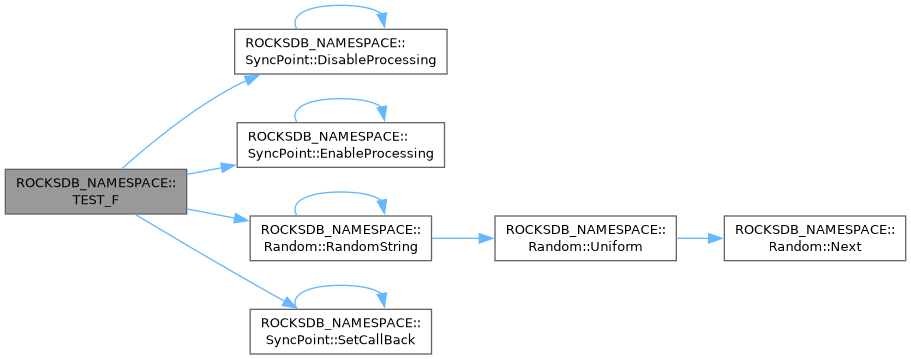 ROCKSDB_NAMESPACE::
SyncPoint::DisableProcessing
ROCKSDB_NAMESPACE::
SyncPoint::EnableProcessing
ROCKSDB_NAMESPACE::
TEST_F
ROCKSDB_NAMESPACE::
Random::RandomString
ROCKSDB_NAMESPACE::
Random::Uniform
ROCKSDB_NAMESPACE::
Random::Next
ROCKSDB_NAMESPACE::
SyncPoint::SetCallBack